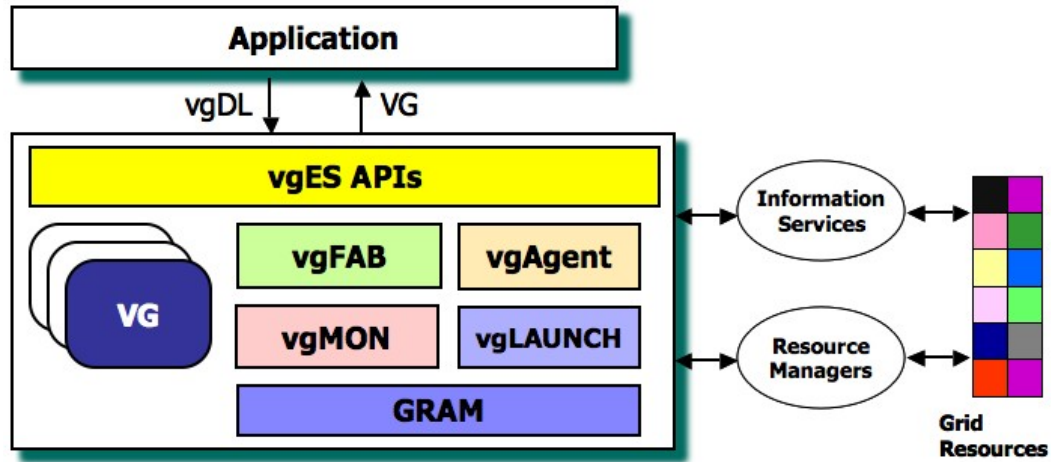 Application
vgDL
VG
vgES APIs
Information
Services
vgFAB
vgAgent
VG
vgMON
vgLAUNCH
Resource
Managers
GRAM
Grid
Resources